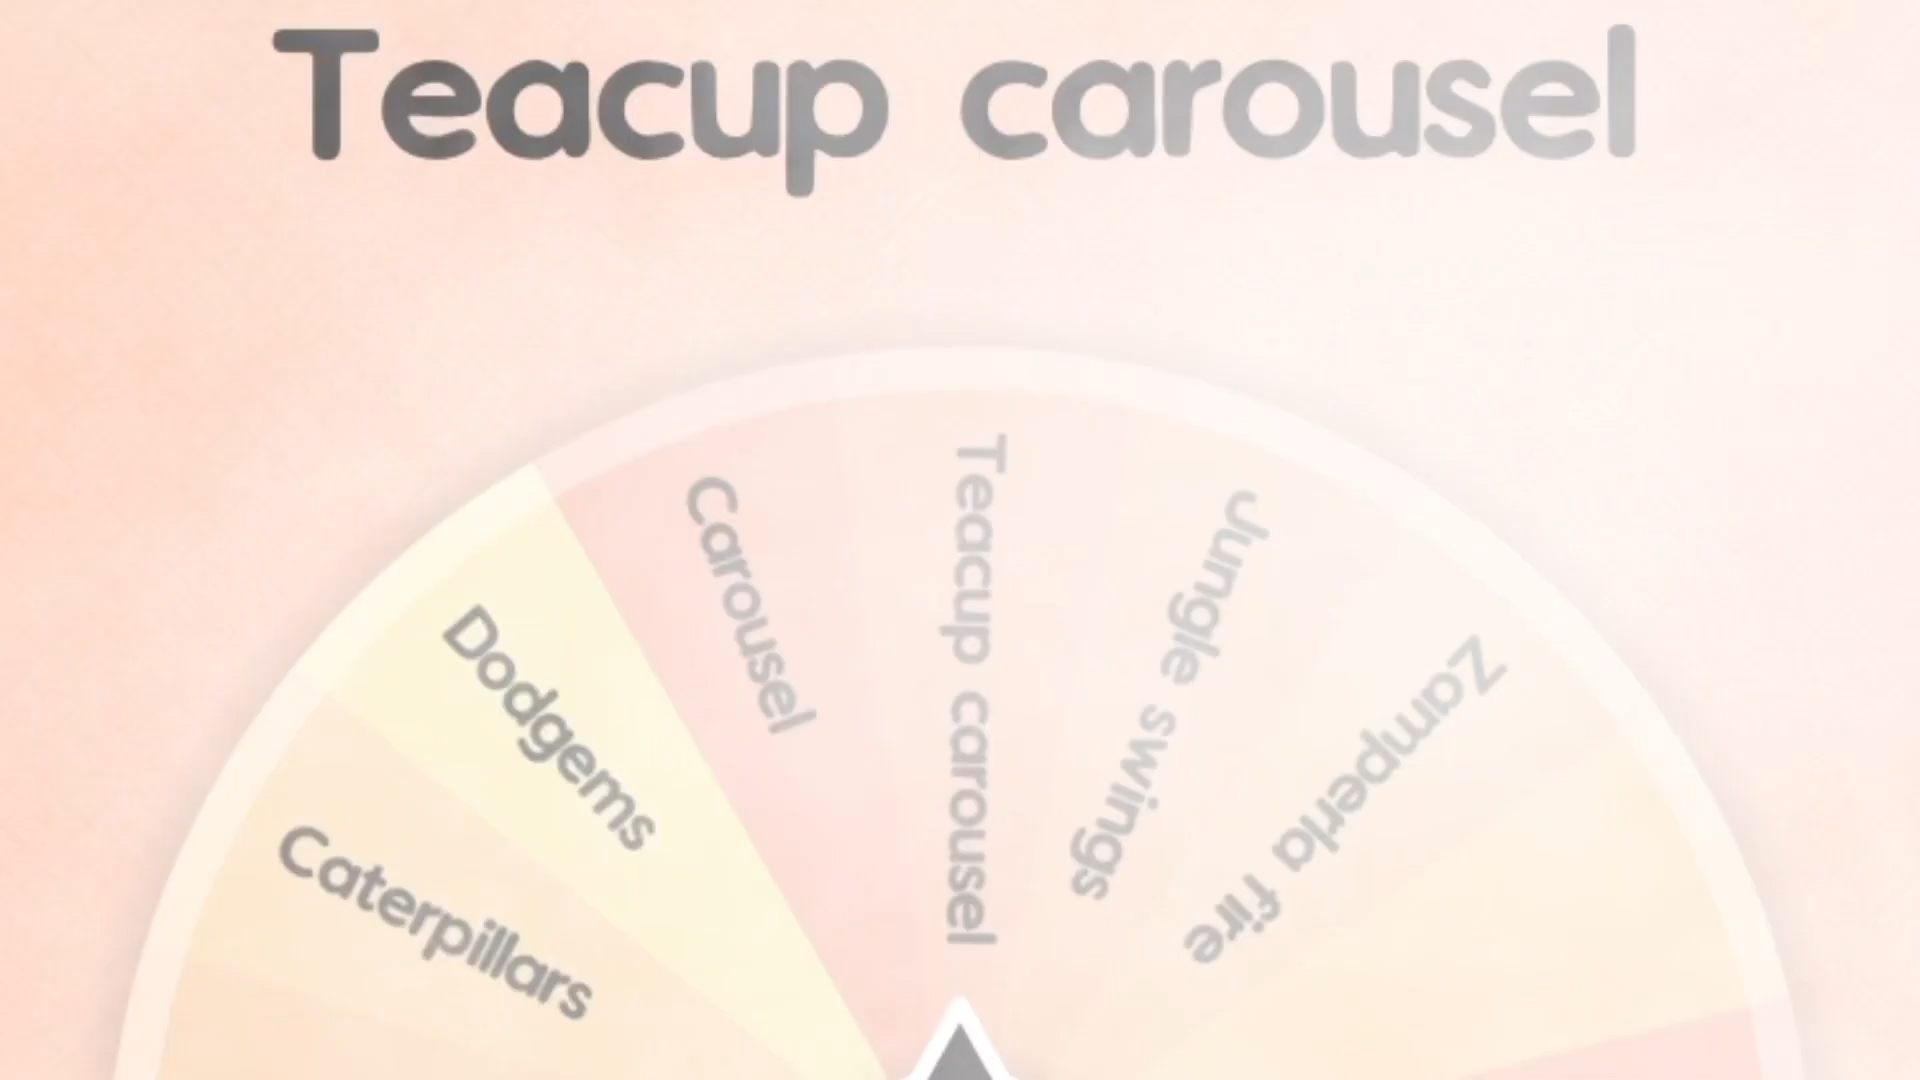 Teacup carousel
Caterpillars
Dodgems
Carousel
Teacup carousel
Jungle swings
Zamperla fire